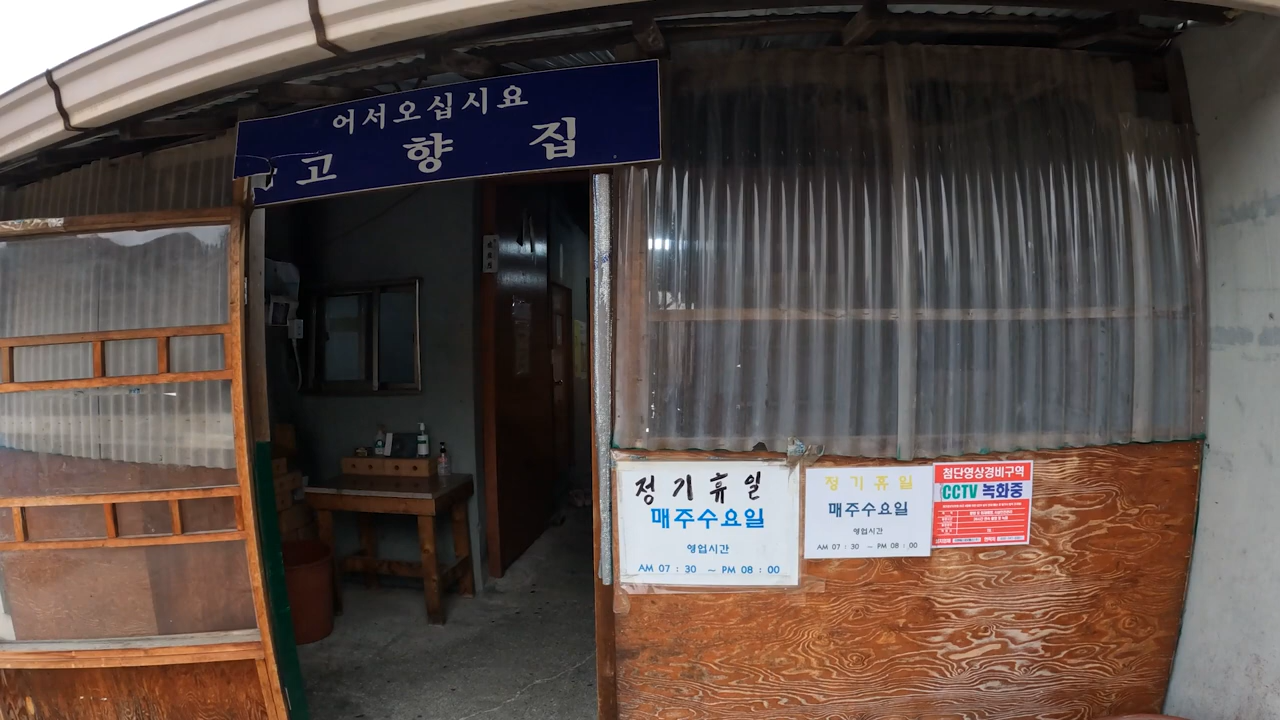 어서오십시요
고향집
정기휴일
매주수요일
영업시간
AM 07 : 30 ~ PM 08 : 00
정기휴일
매주수요일
영업시간
AM 07 : 30 ~ PM 08 : 00
첨단영상경비구역
CCTV 녹화중